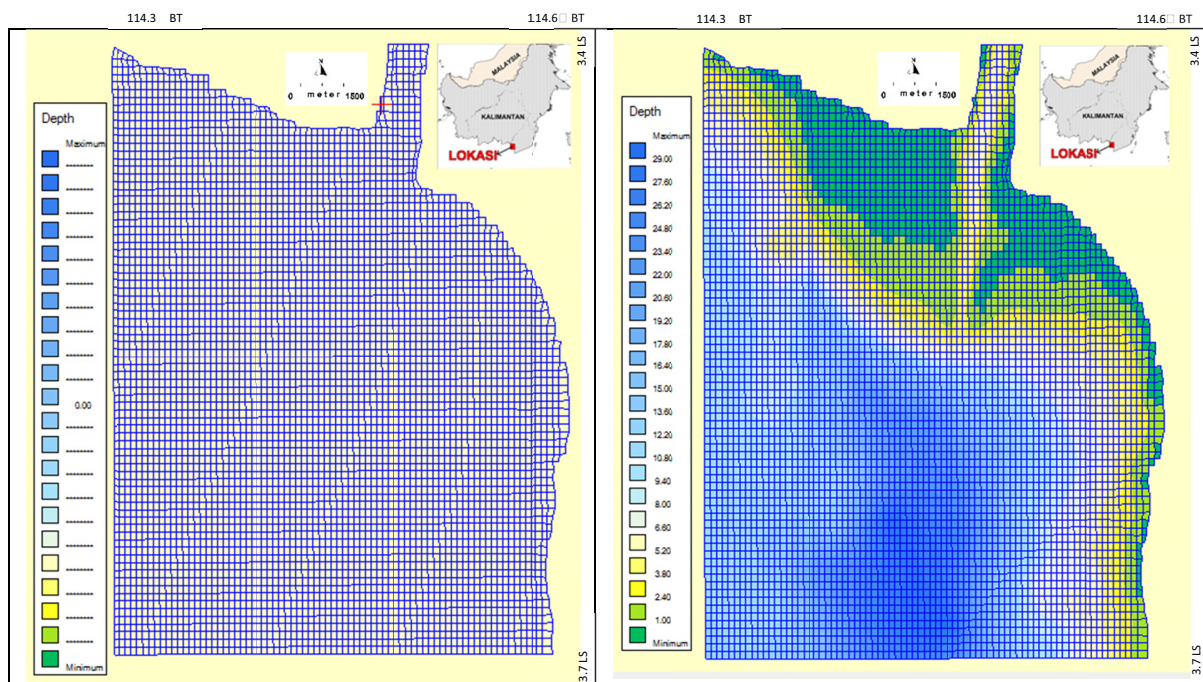 114.3 BT
114.6 BT
3.4 LS
N
0 meter 1500
MALAYSIA
KALIMANTAN
LOKASI
Depth
Maximum
0.00
Minimum
3.7 LS
114.3 BT
114.6 BT
3.4 LS
N
0 meter 1500
MALAYSIA
KALIMANTAN
LOKASI
Depth
Maximum
29.00
27.60
26.20
24.80
23.40
22.00
20.60
19.20
17.80
16.40
15.00
13.60
12.20
10.80
9.40
8.00
6.60
5.20
3.80
2.40
1.00
Minimum
3.7 LS